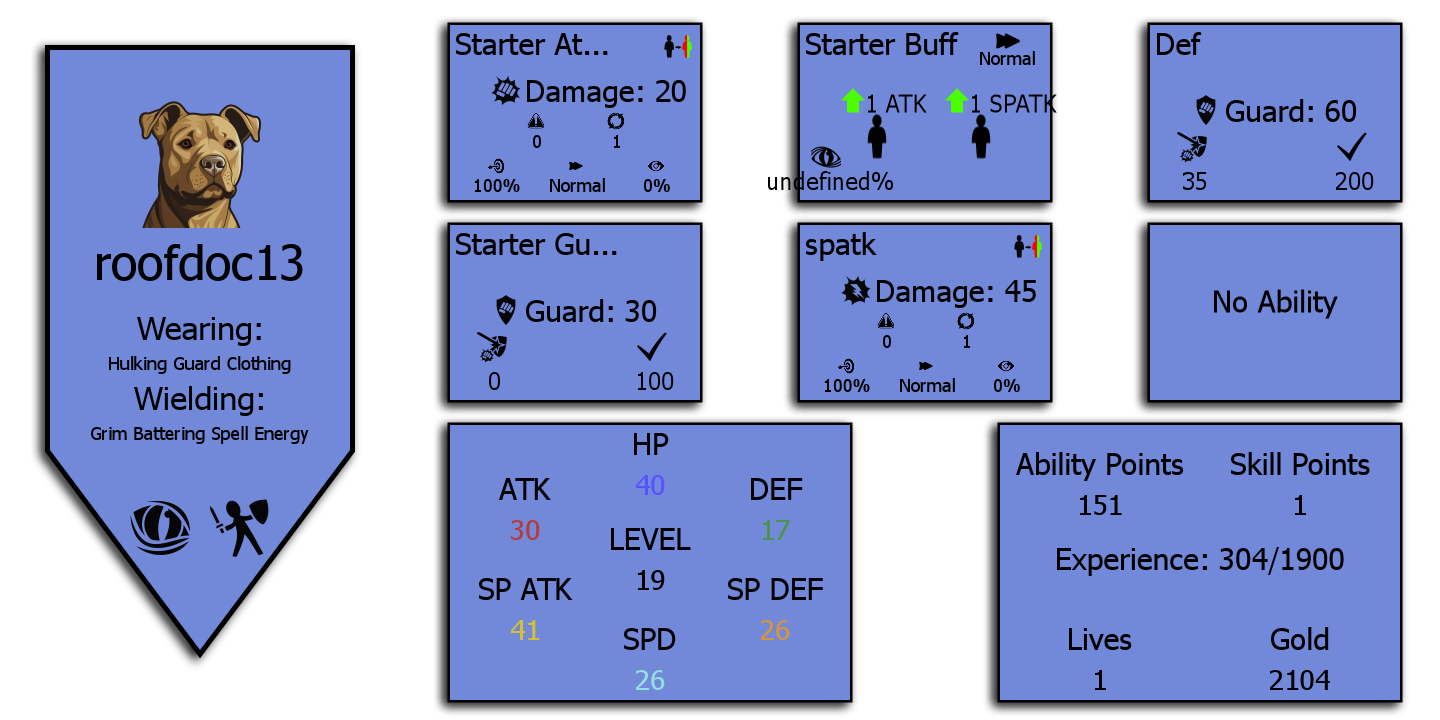 roofdoc13
Wearing:
Hulking Guard Clothing
Wielding:
Grim Battering Spell Energy
Starter At...
Damage: 20
0 1
100% Normal 0%
Starter Buff
Normal
1 ATK 1 SPATK
undefined%
Def
Guard: 60
35 200
Starter Gu...
Guard: 30
0 100
spatk
Damage: 45
0 1
100% Normal 0%
No Ability
HP
40
ATK DEF
30 17
LEVEL
19
SP ATK SP DEF
41 26
SPD
26
Ability Points Skill Points
151 1
Experience: 304/1900
Lives Gold
1 2104